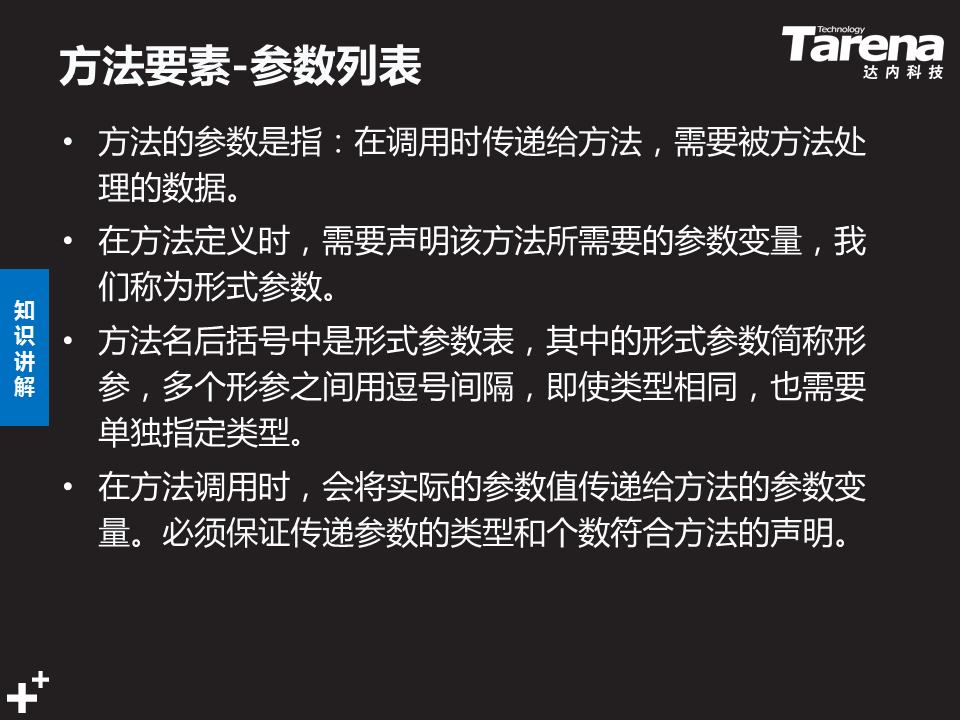 方法要素-参数列表
Technology
Tarena
达内科技
• 方法的参数是指：在调用时传递给方法，需要被方法处
理的数据。
• 在方法定义时，需要声明该方法所需要的参数变量，我
们称为形式参数。
知识讲解
• 方法名后括号中是形式参数表，其中的形式参数简称形
参，多个形参之间用逗号间隔，即使类型相同，也需要
单独指定类型。
• 在方法调用时，会将实际的参数值传递给方法的参数变
量。必须保证传递参数的类型和个数符合方法的声明。